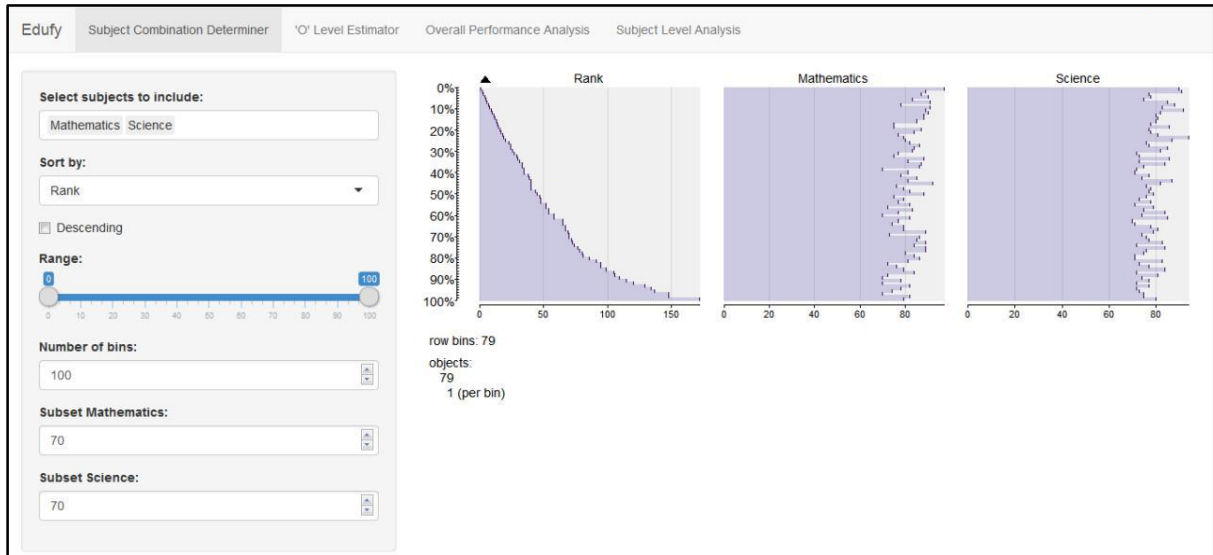 Edufy Subject Combination Determiner 'O' Level Estimator Overall Performance Analysis Subject Level Analysis
Select subjects to include:
Mathematics Science
Sort by:
Rank
Descending
Range:
0 100
0 10 20 30 40 50 60 70 80 90 100
Number of bins:
100
Subset Mathematics:
70
Subset Science:
70
Rank Mathematics Science
0%
10%
20%
30%
40%
50%
60%
70%
80%
90%
100%
0 50 100 150 0 20 40 60 80 0 20 40 60 80
row bins: 79
objects:
79
1 (per bin)